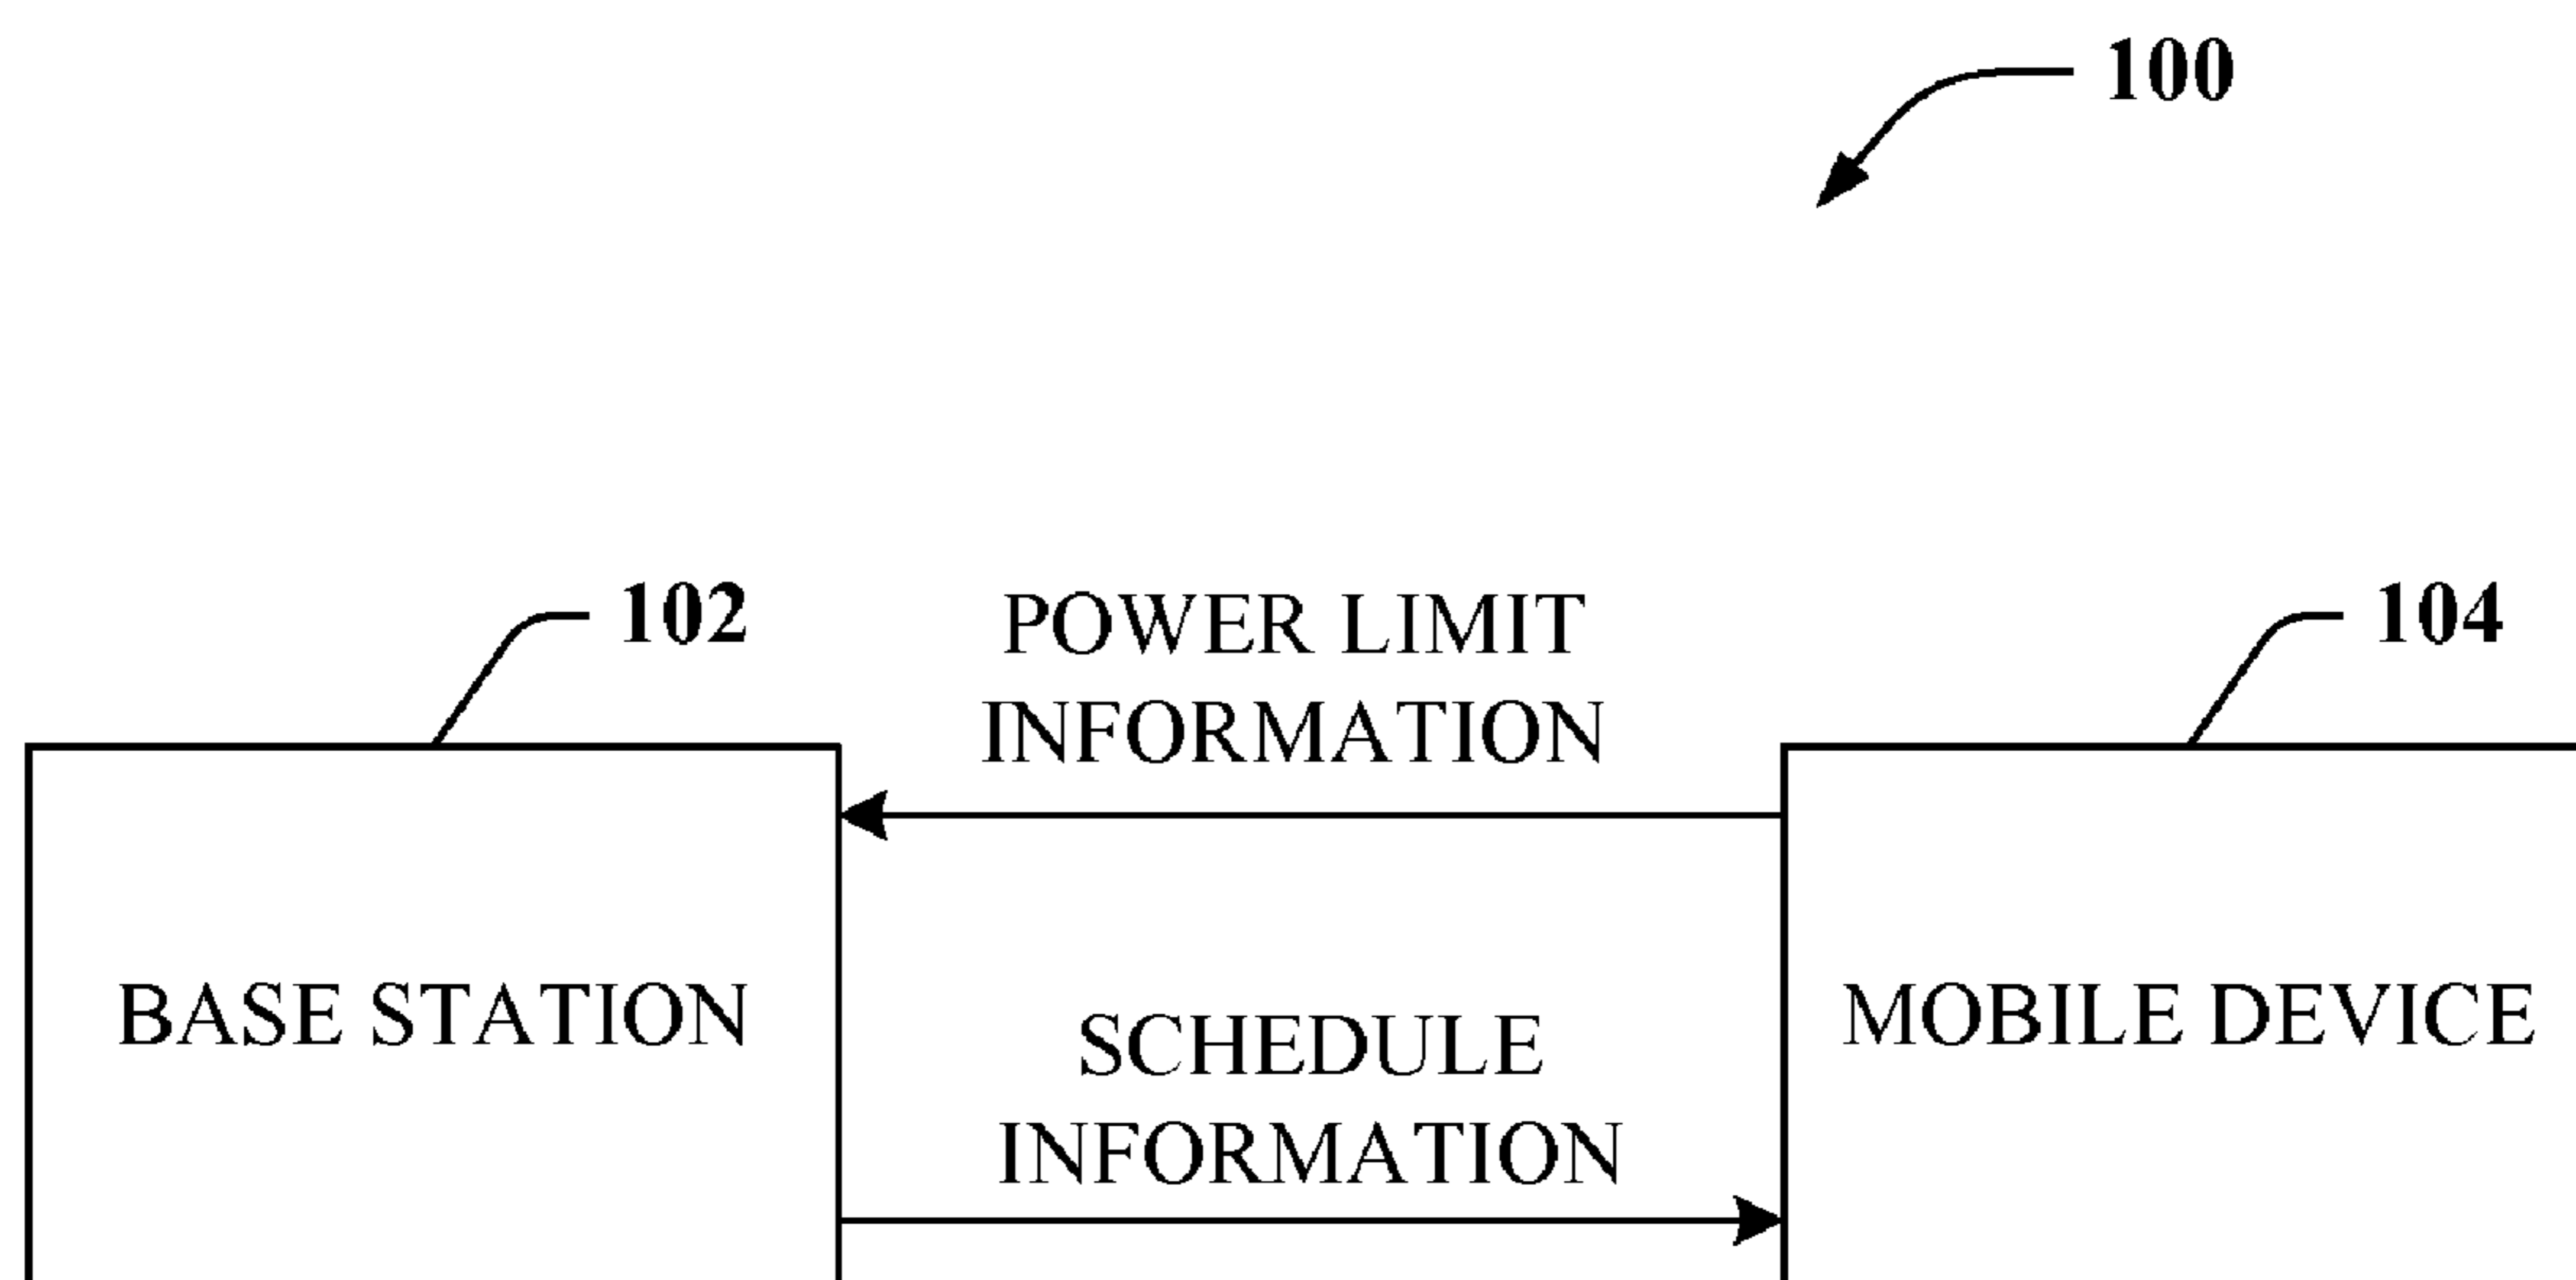 100
102
POWER LIMIT
INFORMATION
104
BASE STATION
SCHEDULE
INFORMATION
MOBILE DEVICE